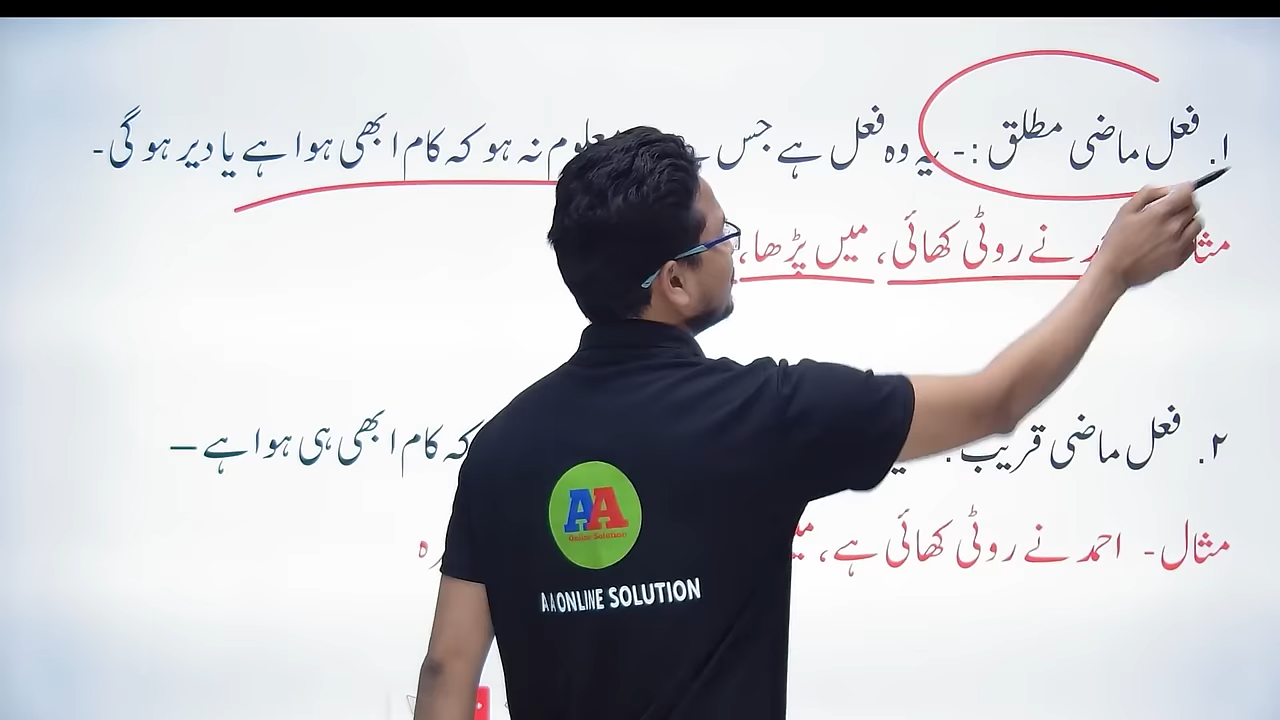 ۱. فعل ماضی مطلق :- یہ وہ فعل ہے جس نہ ہو کہ کام ابھی ہوا ہے یا دیر ہو گی-
نے روٹی کھائی، میں پڑھا،
۲. فعل ماضی قریب : کہ کام ابھی ہی ہوا ہے –
مثال- احمد نے روٹی کھائی ہے،
AA
Online Solution
AA ONLINE SOLUTION